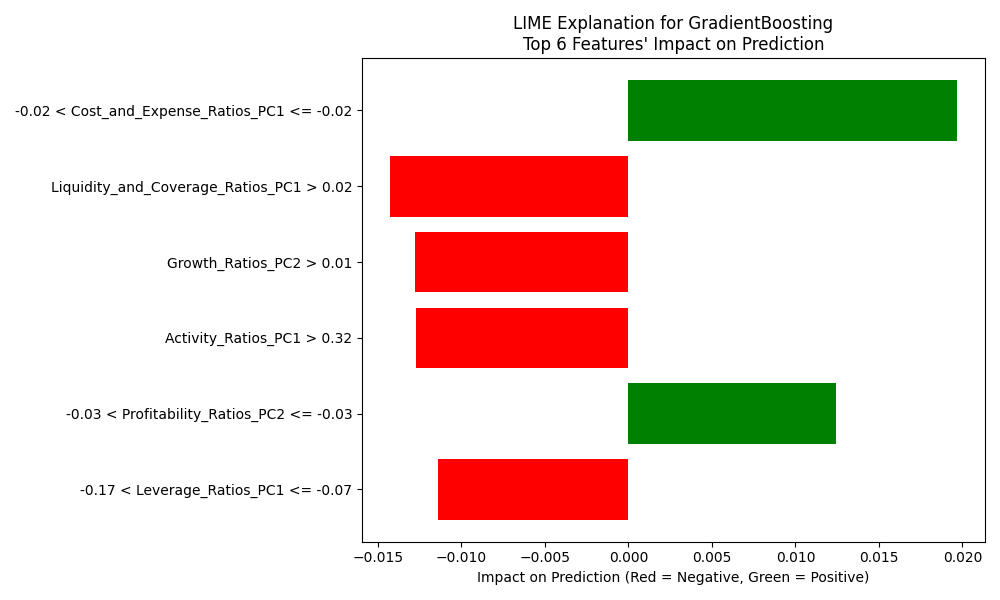 LIME Explanation for GradientBoosting
Top 6 Features' Impact on Prediction
-0.02 < Cost_and_Expense_Ratios_PC1 <= -0.02
Liquidity_and_Coverage_Ratios_PC1 > 0.02
Growth_Ratios_PC2 > 0.01
Activity_Ratios_PC1 > 0.32
-0.03 < Profitability_Ratios_PC2 <= -0.03
-0.17 < Leverage_Ratios_PC1 <= -0.07
−0.015 −0.010 −0.005 0.000 0.005 0.010 0.015 0.020
Impact on Prediction (Red = Negative, Green = Positive)